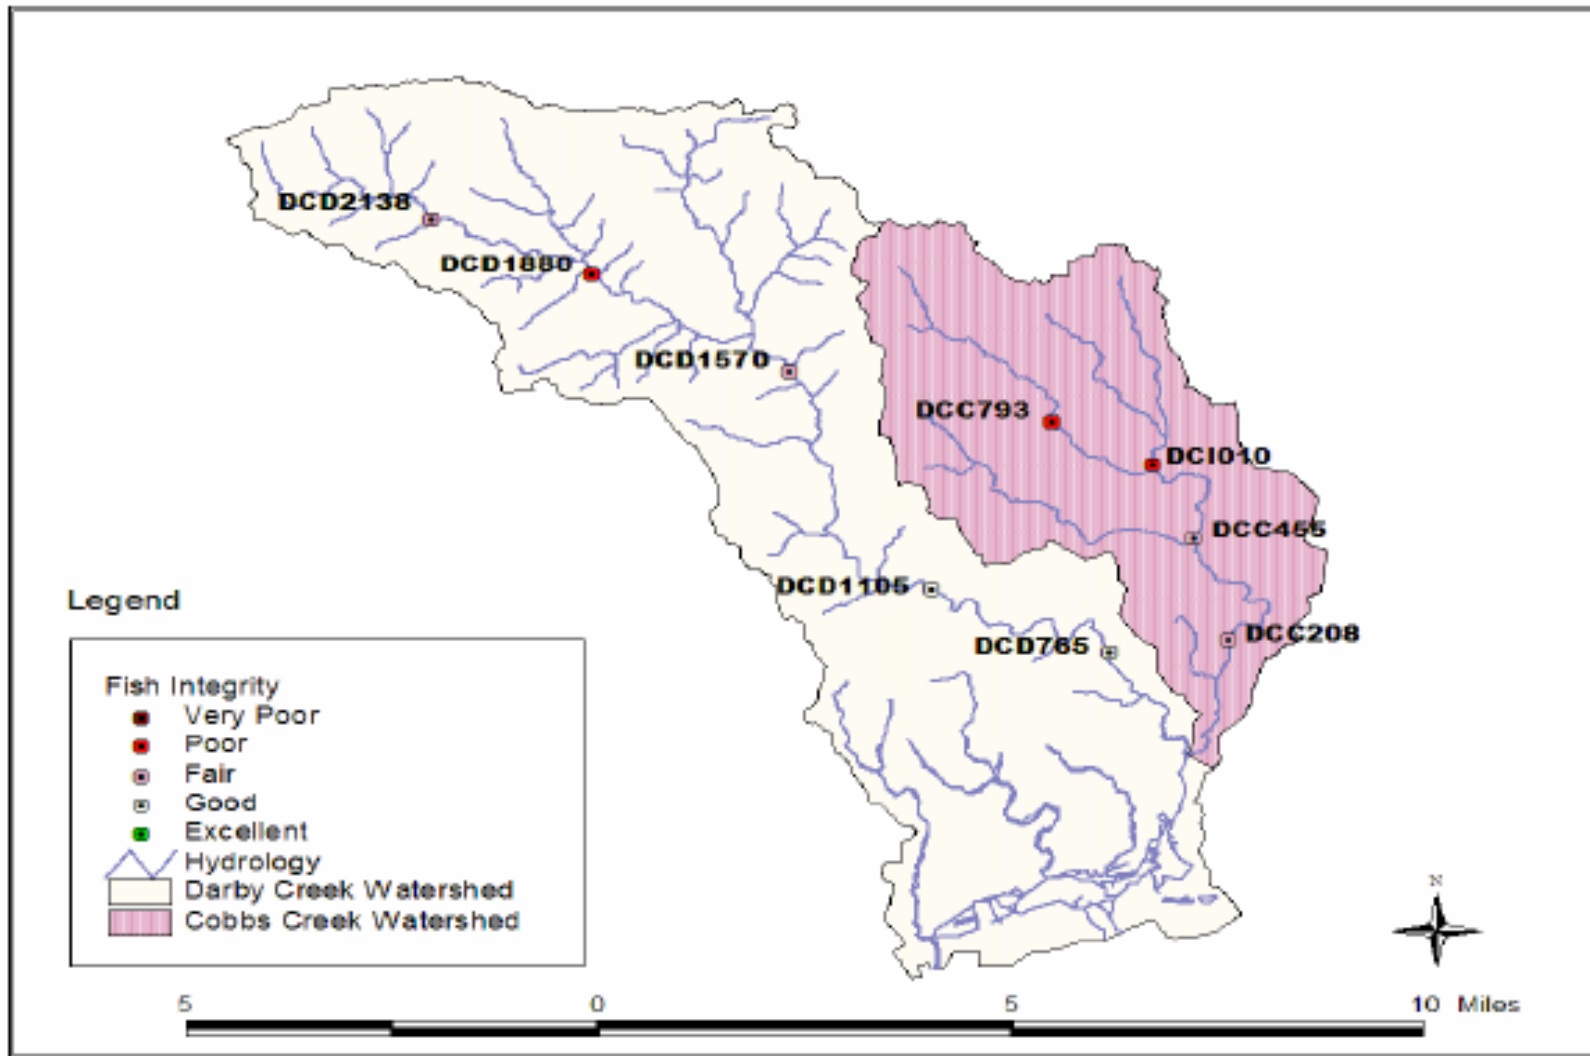 DCD2138
DCD1880
DCD1570
DCC793
DCI010
DCC455
DCD1105
DCD765
DCC208
Legend
Fish Integrity
Very Poor
Poor
Fair
Good
Excellent
Hydrology
Darby Creek Watershed
Cobbs Creek Watershed
N
5 0 5 10 Miles